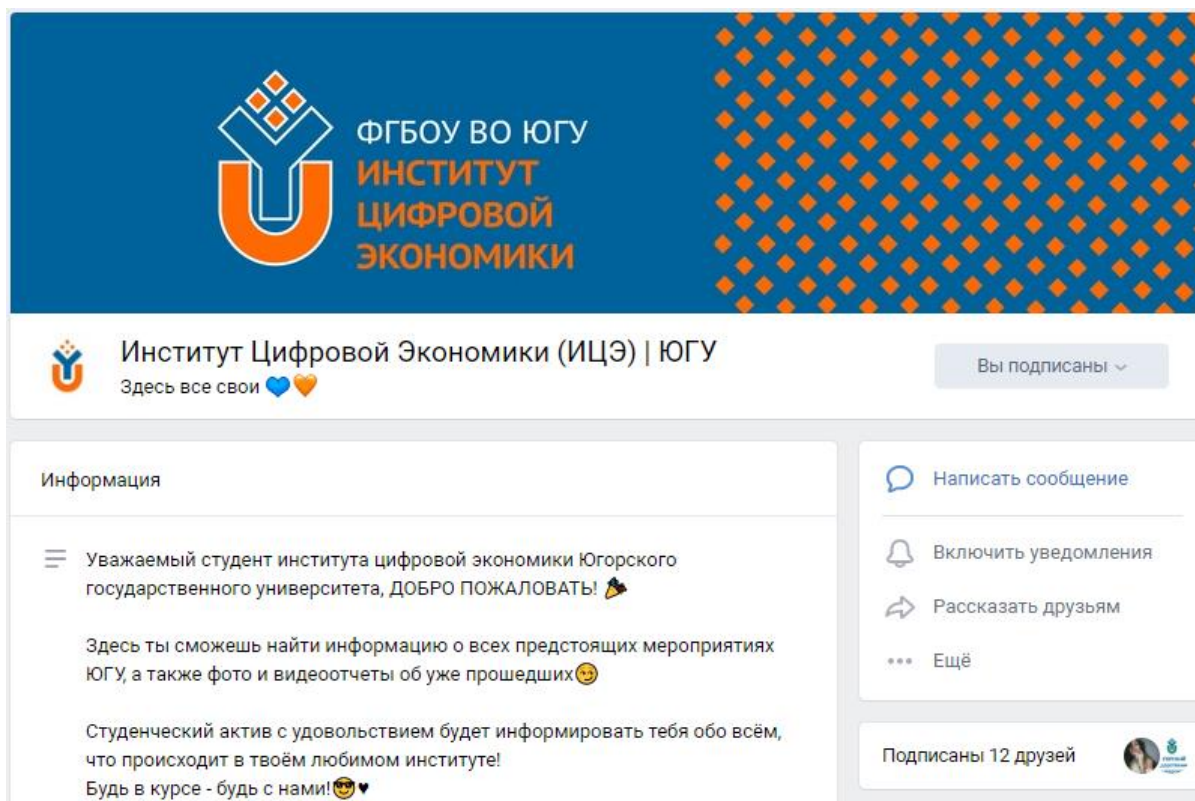 ФГБОУ ВО ЮГУ
ИНСТИТУТ
ЦИФРОВОЙ
ЭКОНОМИКИ
Институт Цифровой Экономики (ИЦЭ) | ЮГУ
Здесь все свои 💙🧡
Вы подписаны
Информация
Уважаемый студент института цифровой экономики Югорского
государственного университета, ДОБРО ПОЖАЛОВАТЬ! 🎉
Здесь ты сможешь найти информацию о всех предстоящих мероприятиях
ЮГУ, а также фото и видеоотчеты об уже прошедших😏
Студенческий актив с удовольствием будет информировать тебя обо всём,
что происходит в твоём любимом институте!
Будь в курсе - будь с нами!😎♥
Написать сообщение
Включить уведомления
Рассказать друзьям
Ещё
Подписаны 12 друзей